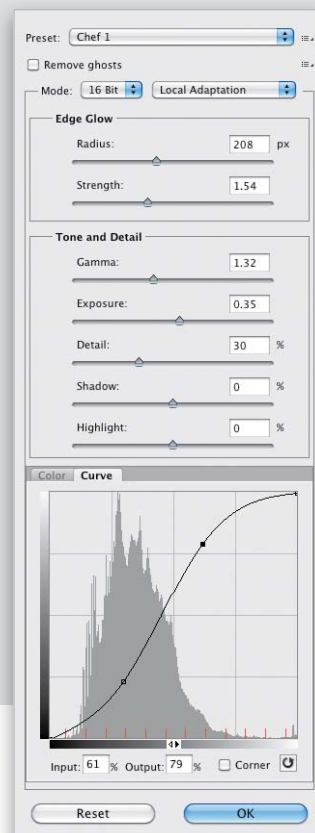 Preset: Chef 1
Remove ghosts
Mode: 16 Bit Local Adaptation
Edge Glow
Radius: 208 px
Strength: 1.54
Tone and Detail
Gamma: 1.32
Exposure: 0.35
Detail: 30 %
Shadow: 0 %
Highlight: 0 %
Color Curve
Input: 61 % Output: 79 % Corner
Reset OK